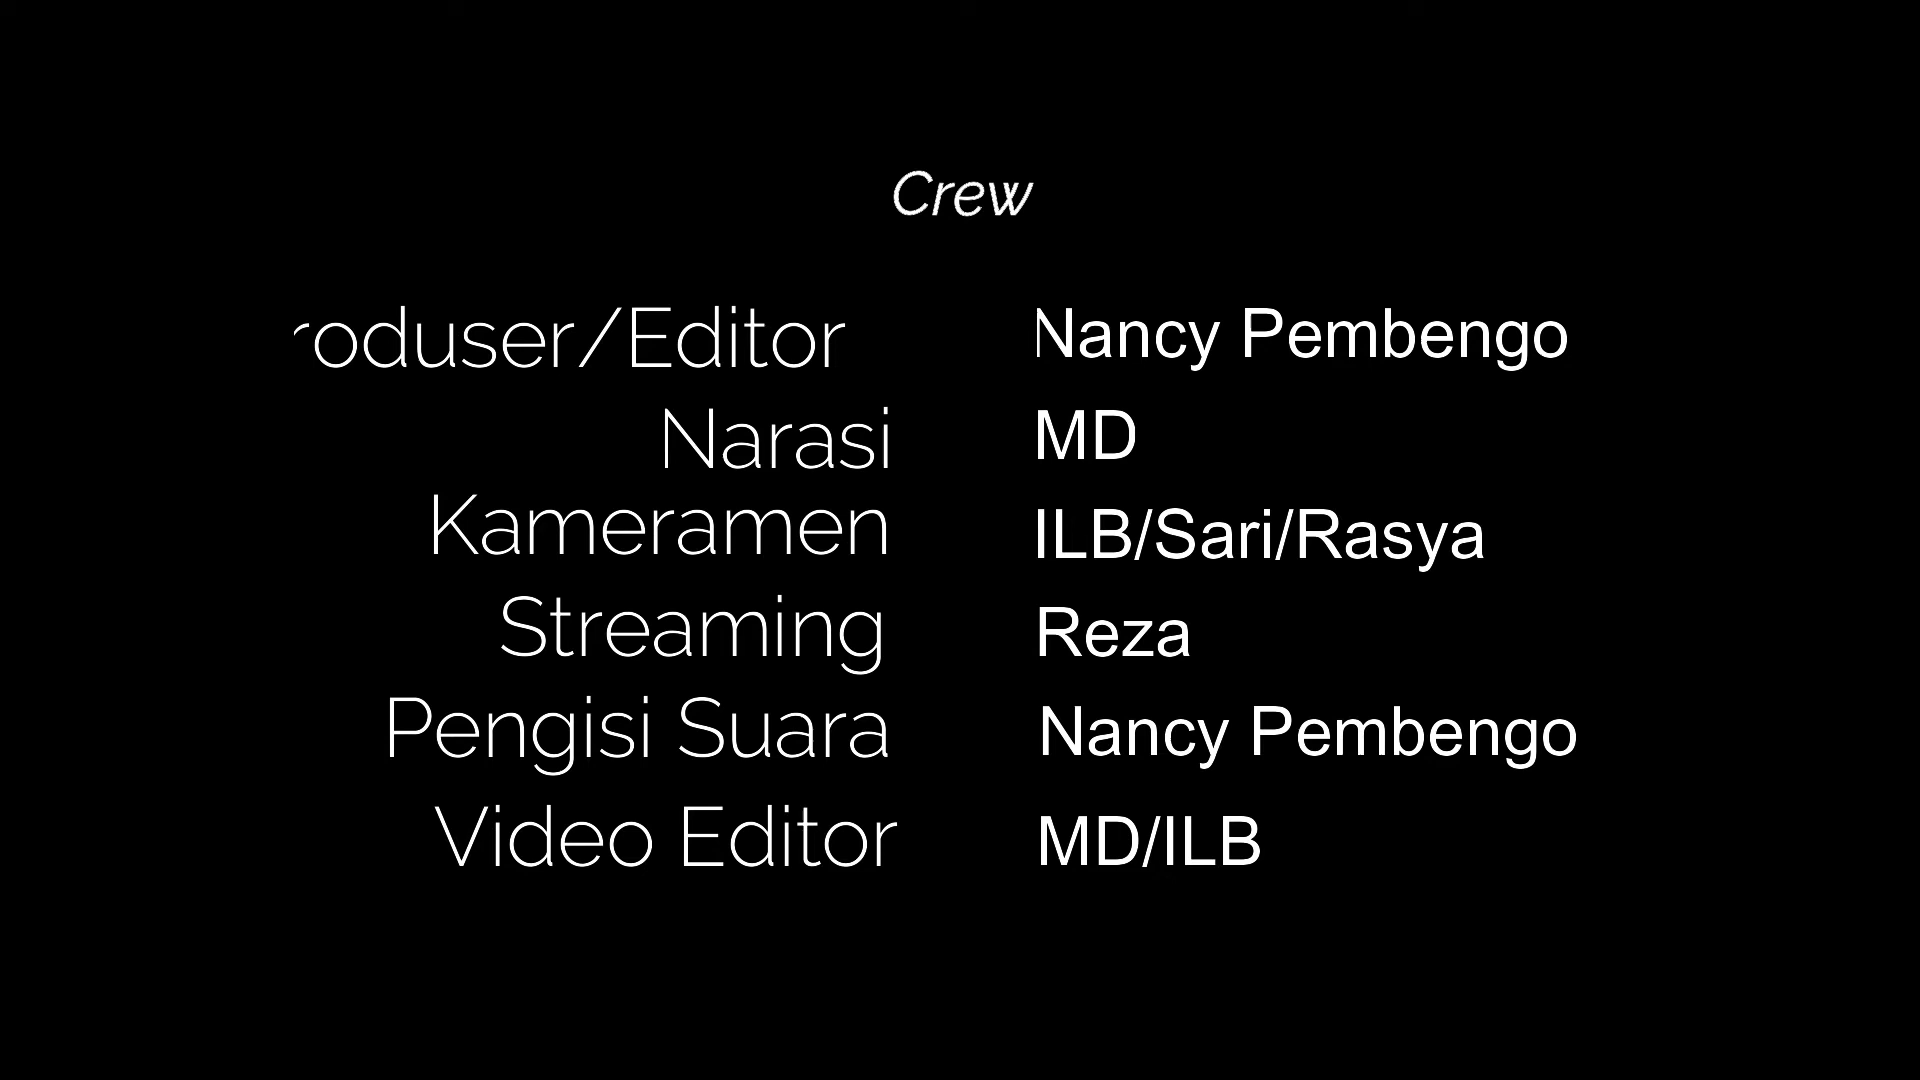 Crew
roduser/Editor Nancy Pembengo
Narasi MD
Kameramen ILB/Sari/Rasya
Streaming Reza
Pengisi Suara Nancy Pembengo
Video Editor MD/ILB